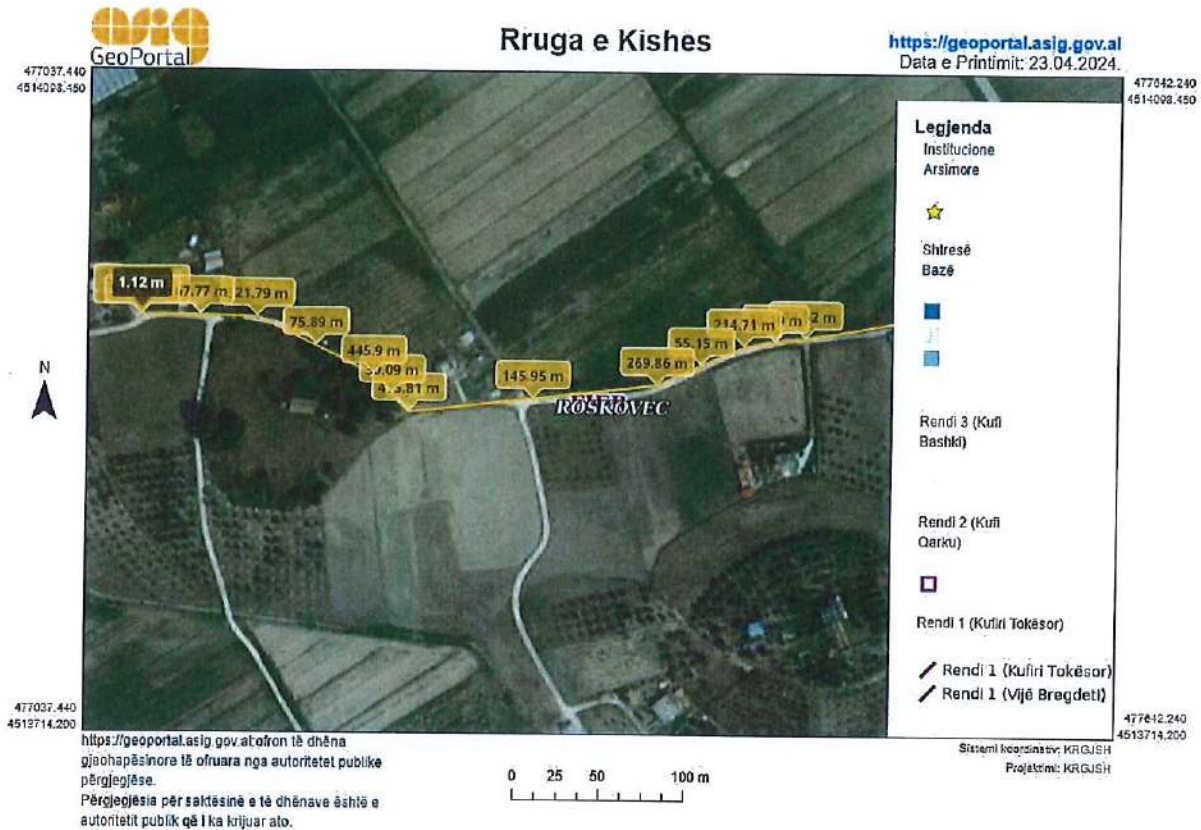 asig
GeoPortal
Rruga e Kishes
https://geoportal.asig.gov.al
Data e Printimit: 23.04.2024.
477037.440
4514098.450
477642.240
4514098.450
Legjenda
Institucione
Arsimore
Shtresë
Bazë
Rendi 3 (Kufi
Bashki)
Rendi 2 (Kufi
Qarku)
Rendi 1 (Kufiri Tokësor)
Rendi 1 (Kufiri Tokësor)
Rendi 1 (Vijë Bregdeti)
1.12 m
75.89 m
445.9 m
145.95 m
269.86 m
55.15 m
214.71 m
ROSKOVEC
N
477037.440
4513714.200
477642.240
4513714.200
https://geoportal.asig.gov.al ofron të dhëna
gjeohapësinore të ofruara nga autoritetet publike
përgjegjëse.
Përgjegjësia për saktësinë e të dhënave është e
autoritetit publik që i ka krijuar ato.
0 25 50 100 m
Sistemi koordinativ: KRGJSH
Projektimi: KRGJSH